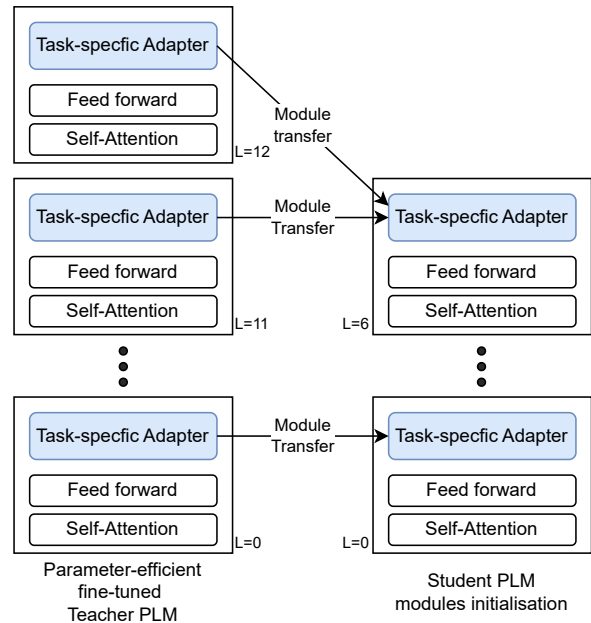 Task-specfic Adapter
Feed forward
Self-Attention
L=12
Module
transfer
Task-specfic Adapter
Feed forward
Self-Attention
L=11
Module
Transfer
Task-specfic Adapter
Feed forward
Self-Attention
L=6
Task-specfic Adapter
Feed forward
Self-Attention
L=0
Module
Transfer
Task-specfic Adapter
Feed forward
Self-Attention
L=0
Parameter-efficient
fine-tuned
Teacher PLM
Student PLM
modules initialisation